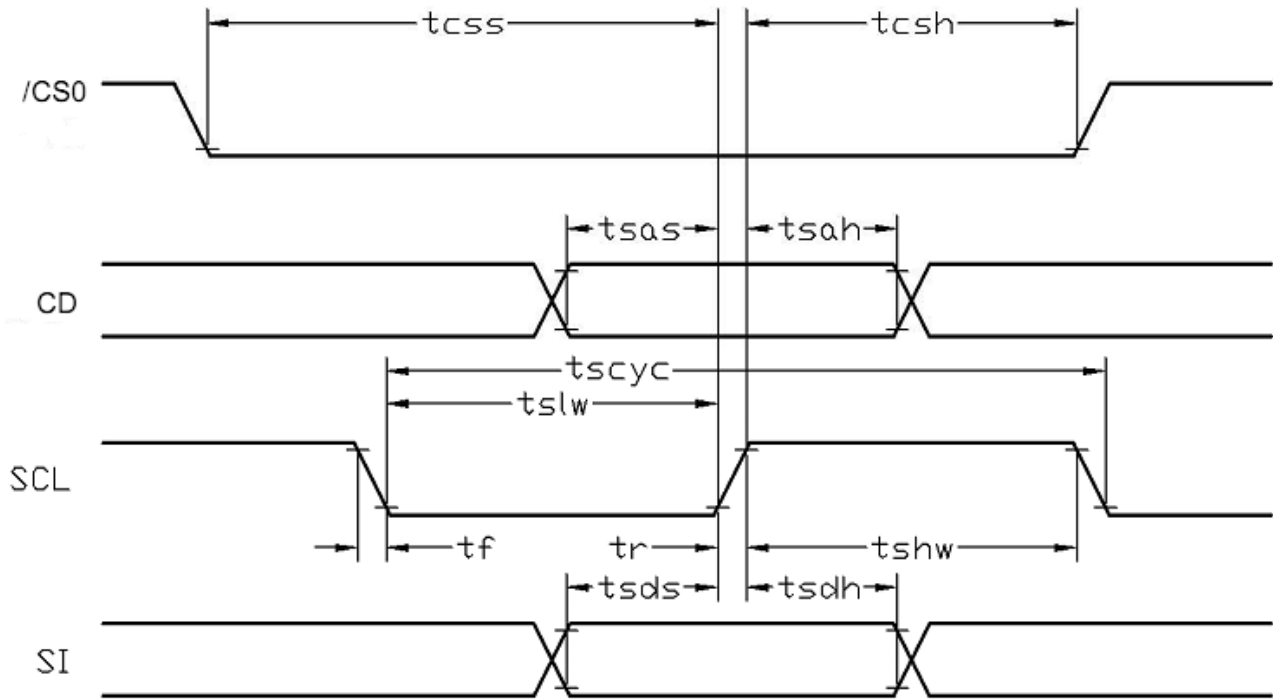 tcss tcsh
/CS0
tsas tsah
CD
tscyc
tslw
SCL
tf tr tshw
tsds tsdh
SI